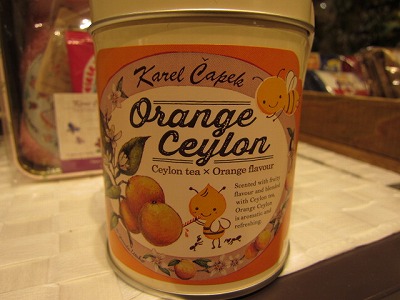 Karel Čapek
Orange
Ceylon
Ceylon tea × Orange flavour
Scented with fruity
flavour and blended
with Ceylon tea,
Orange Ceylon
is aromatic and
refreshing.